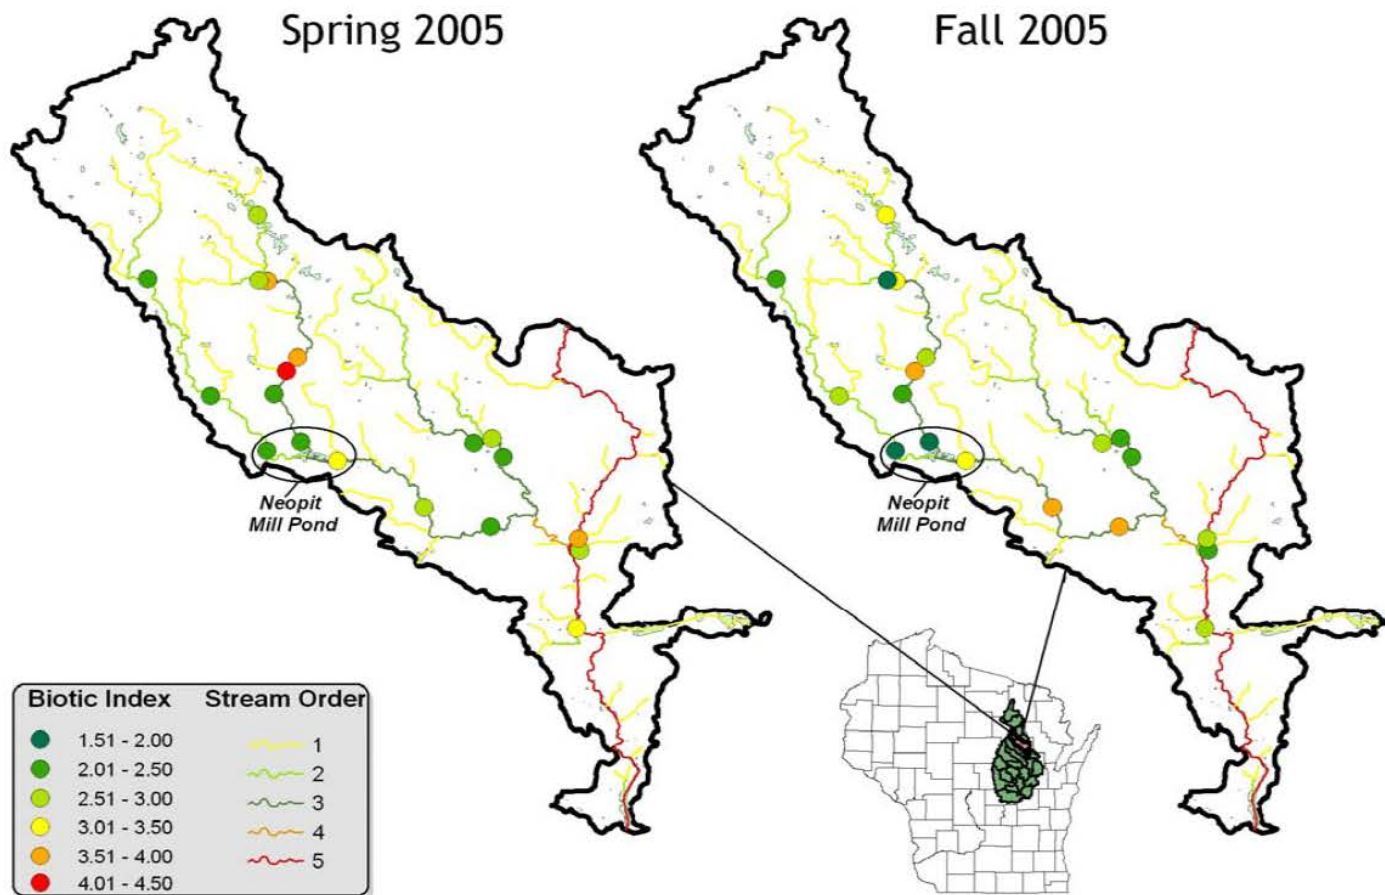 Spring 2005
Fall 2005
Neopit
Mill Pond
Neopit
Mill Pond
Biotic Index
Stream Order
1.51 - 2.00
1
2.01 - 2.50
2
2.51 - 3.00
3
3.01 - 3.50
4
3.51 - 4.00
5
4.01 - 4.50